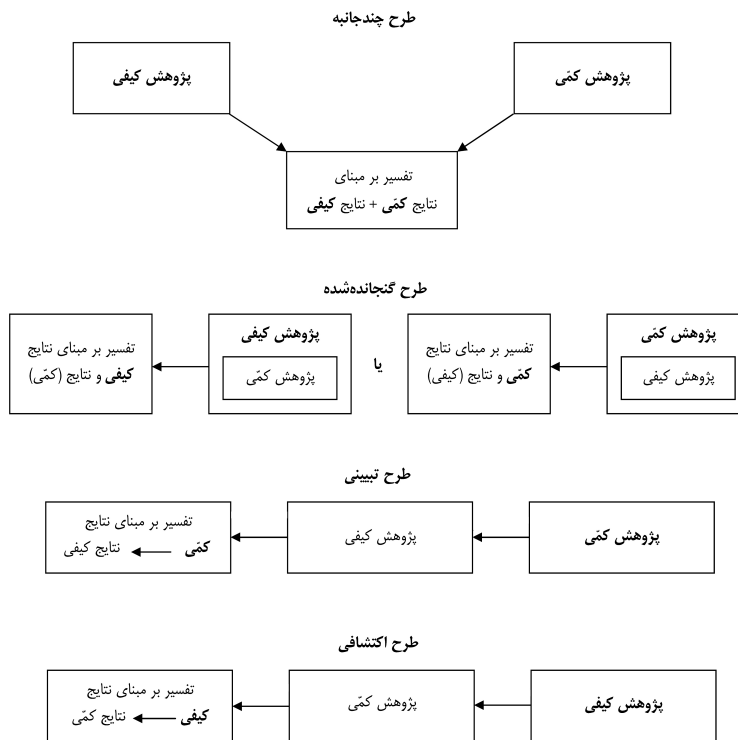 طرح چندجانبه
پژوهش کمّی
پژوهش کیفی
تفسیر بر مبنای
نتایج کمّی + نتایج کیفی
طرح گنجانده‌شده
پژوهش کمّی
پژوهش کیفی
تفسیر بر مبنای نتایج
کمّی و نتایج (کیفی)
یا
پژوهش کیفی
پژوهش کمّی
تفسیر بر مبنای نتایج
کیفی و نتایج (کمّی)
طرح تبیینی
پژوهش کمّی
پژوهش کیفی
تفسیر بر مبنای نتایج
کمّی ← نتایج کیفی
طرح اکتشافی
پژوهش کیفی
پژوهش کمّی
تفسیر بر مبنای نتایج
کیفی ← نتایج کمّی